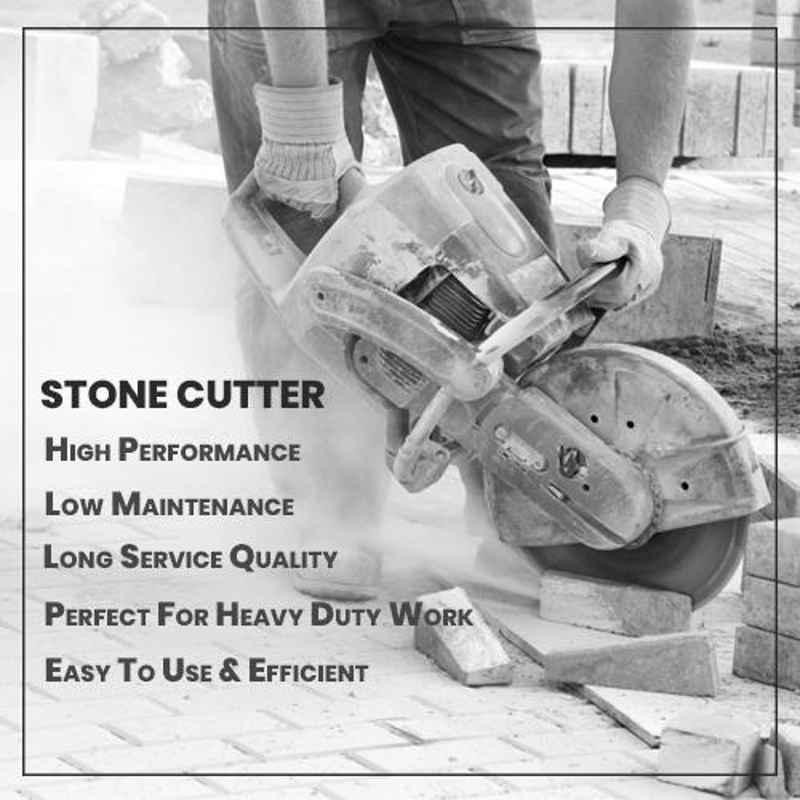 STONE CUTTER
HIGH PERFORMANCE
LOW MAINTENANCE
LONG SERVICE QUALITY
PERFECT FOR HEAVY DUTY WORK
EASY TO USE & EFFICIENT